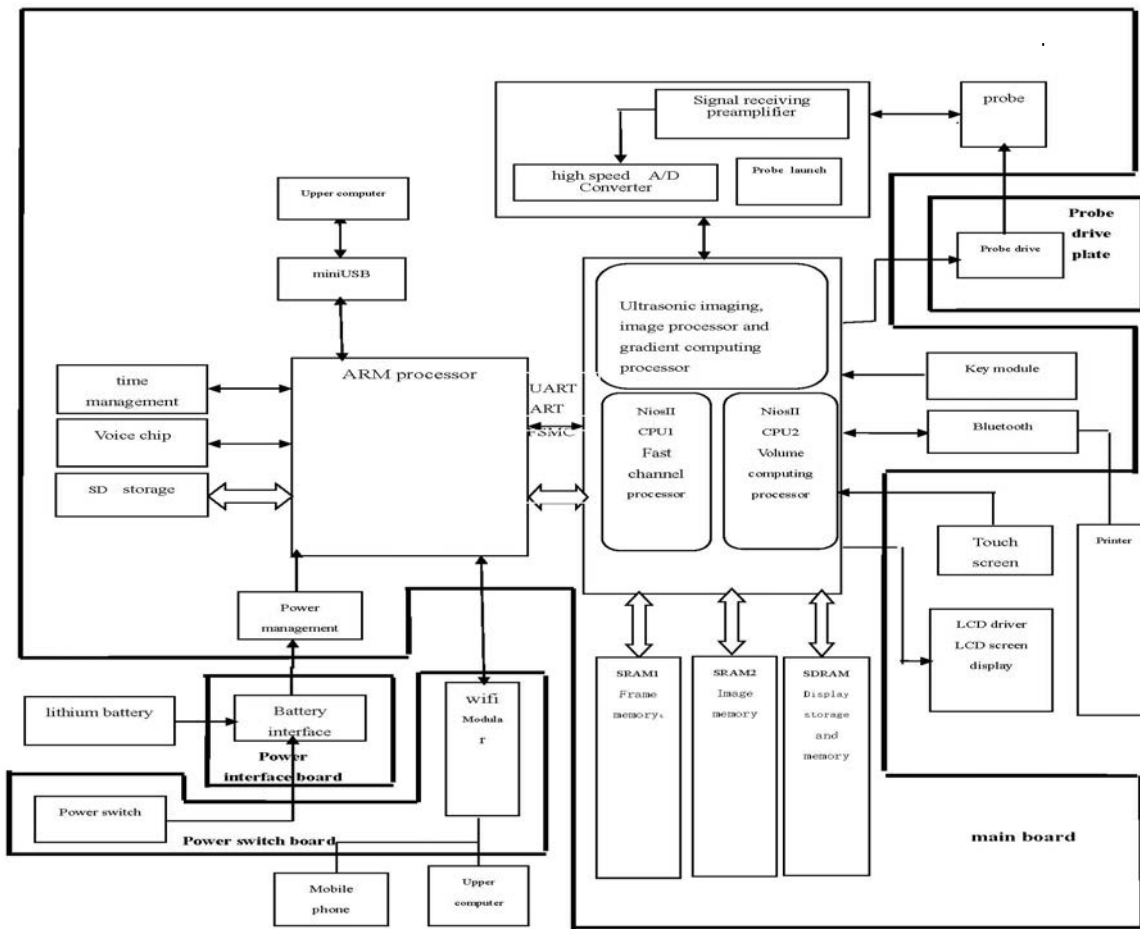 Signal receiving
preamplifier
probe
high speed A/D
Converter
Probe launch
Upper computer
Probe
drive
plate
Probe drive
miniUSB
Ultrasonic imaging,
image processor and
gradient computing
processor
ARM processor
time
management
Voice chip
SD storage
UART
ART
FSMC
NiosII
CPU1
Fast
channel
processor
NiosII
CPU2
Volume
computing
processor
Key module
Bluetooth
Touch
screen
Printer
LCD driver
LCD screen
display
Power
management
SRAM1
Frame
memory
SRAM2
Image
memory
SDRAM
Display
storage
and
memory
wifi
Modula
r
lithium battery
Battery
interface
Power
interface board
Power switch
Power switch board
main board
Mobile
phone
Upper
computer